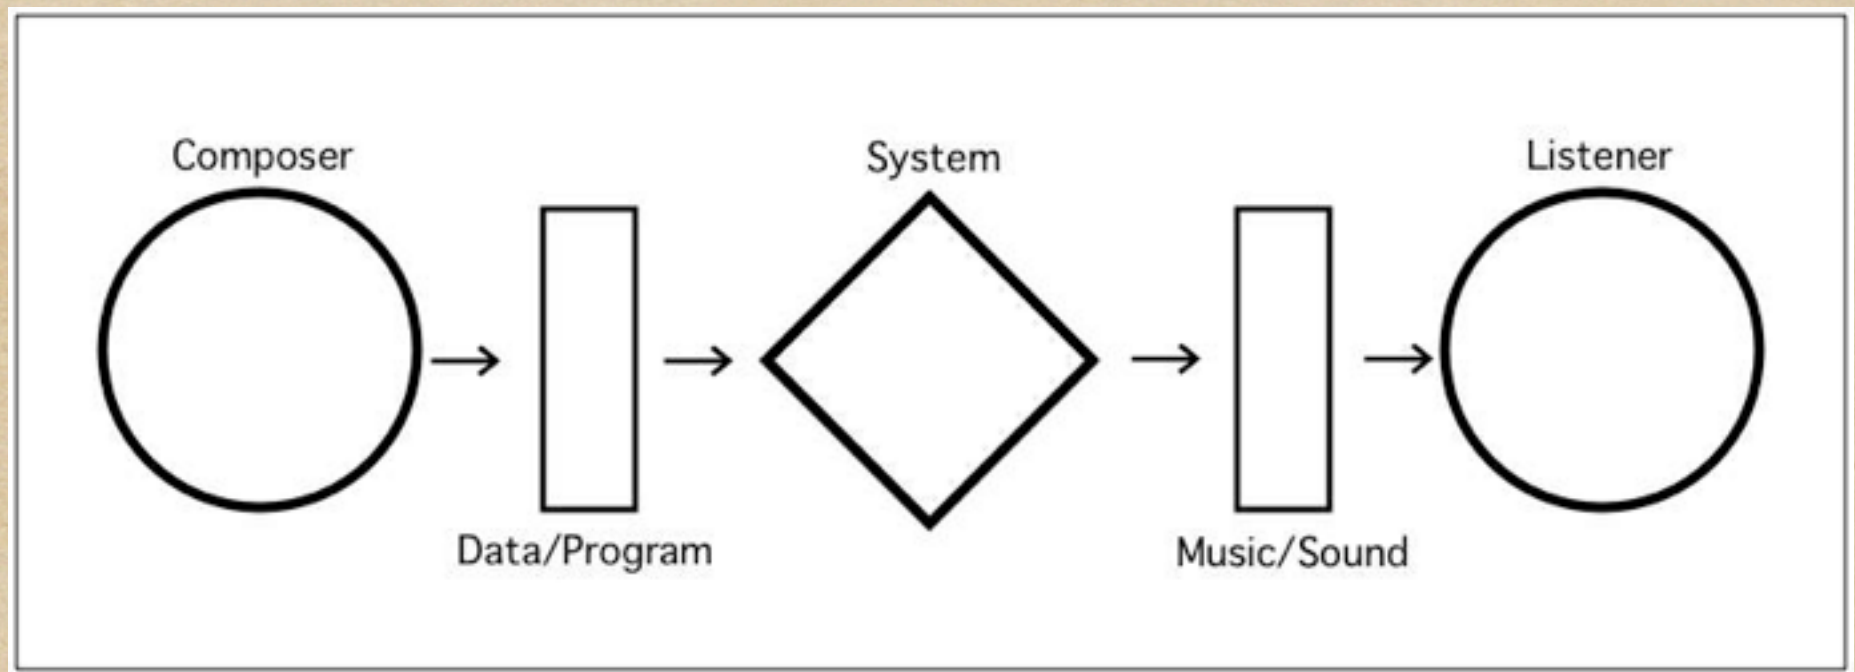 Composer
System
Listener
Data/Program
Music/Sound